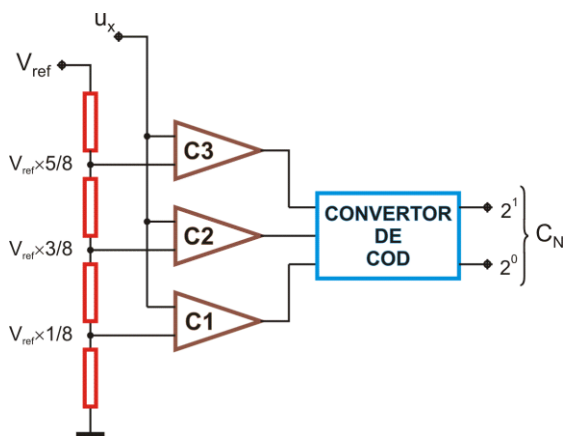 u_x
V_ref
C3
V_ref×5/8
C2
V_ref×3/8
C1
V_ref×1/8
CONVERTOR
DE
COD
2^1
2^0
C_N